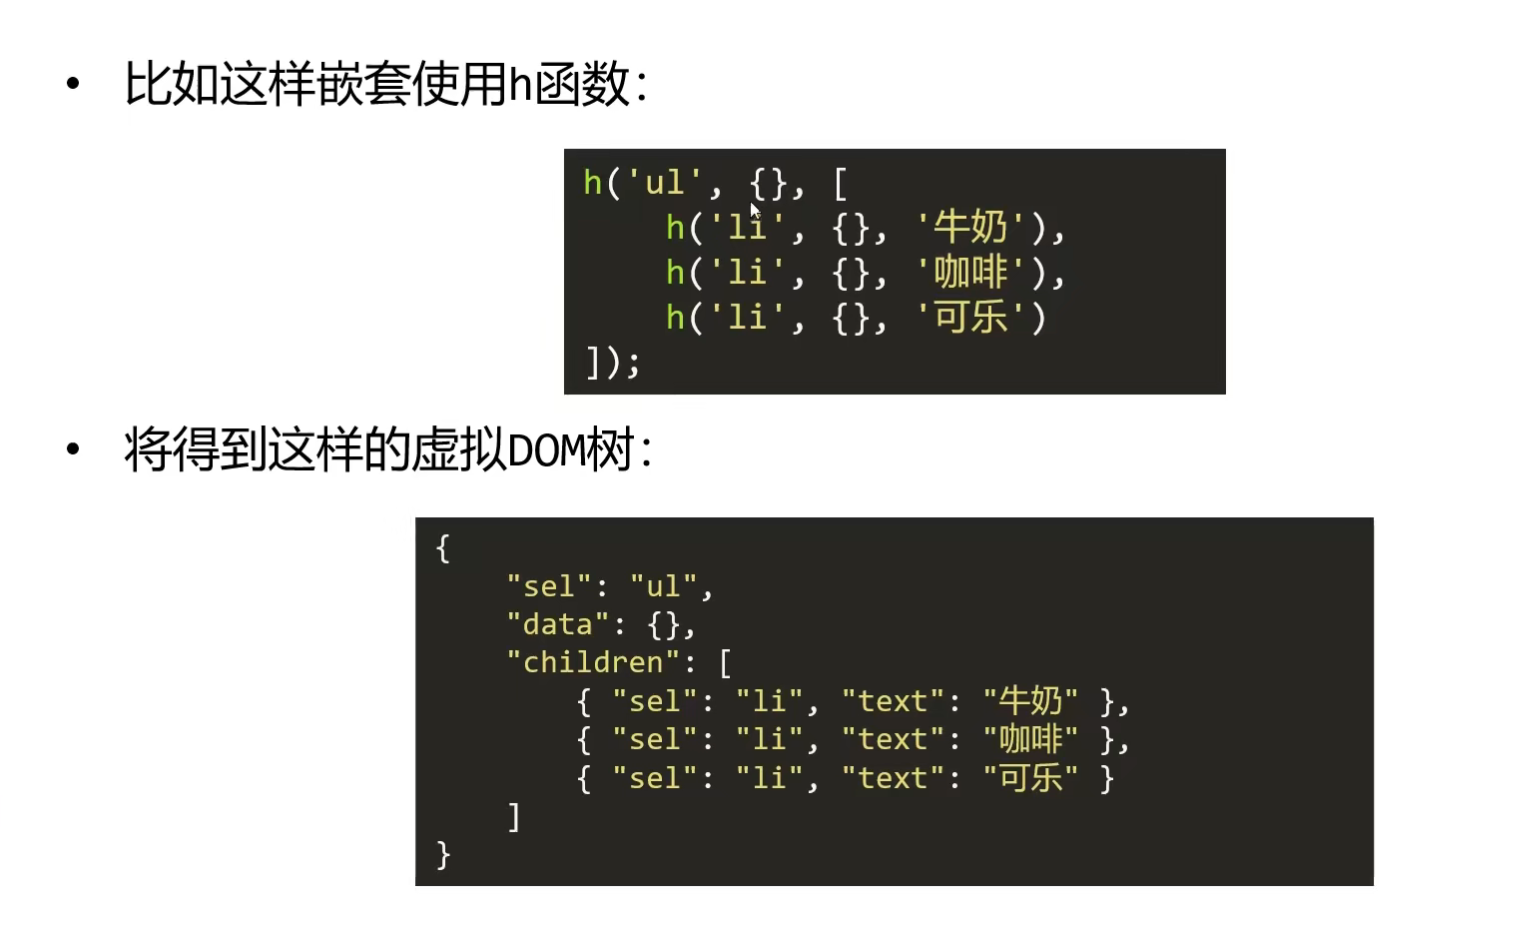 • 比如这样嵌套使用h函数：
h('ul', {}, [
    h('li', {}, '牛奶'),
    h('li', {}, '咖啡'),
    h('li', {}, '可乐')
]);
• 将得到这样的虚拟DOM树：
{
    "sel": "ul",
    "data": {},
    "children": [
        { "sel": "li", "text": "牛奶" },
        { "sel": "li", "text": "咖啡" },
        { "sel": "li", "text": "可乐" }
    ]
}